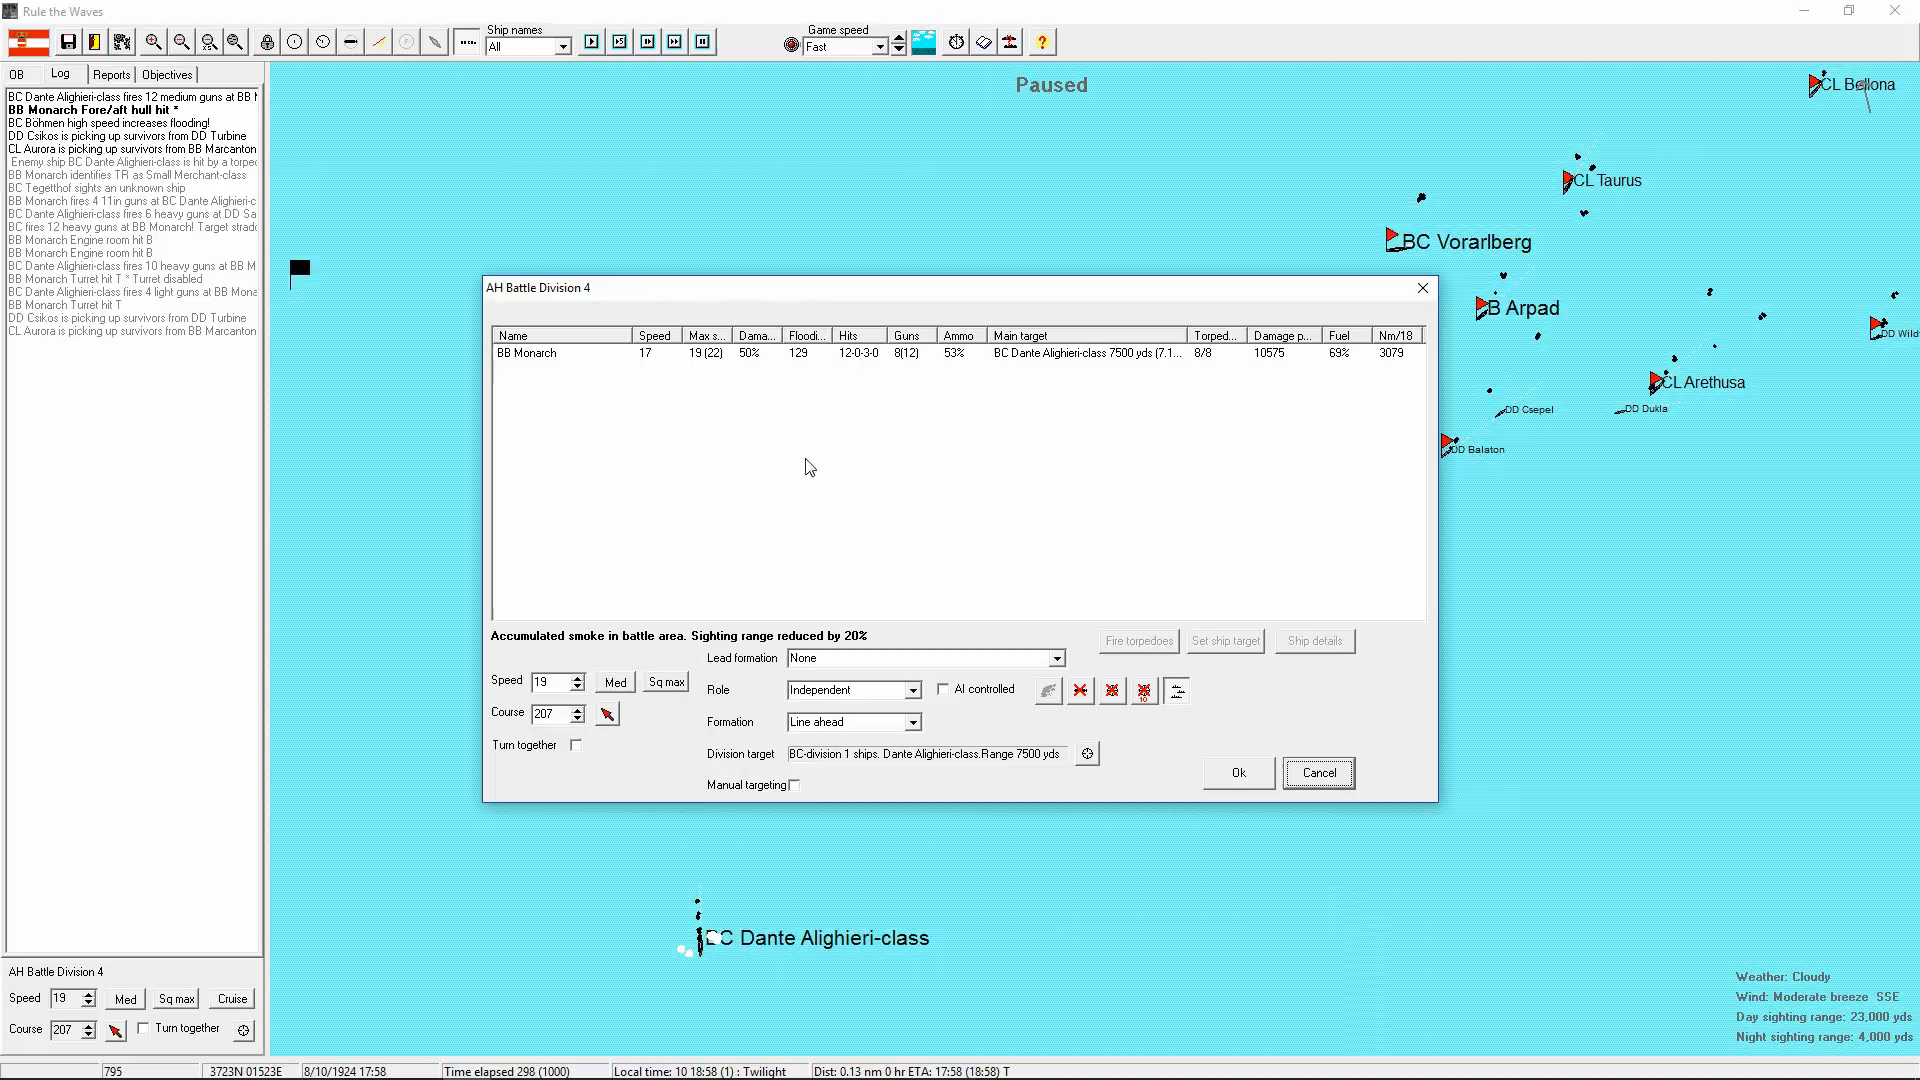 Rule the Waves
Ship names
All
Game speed
Fast
OB
Log
Reports
Objectives
BC Dante Alighieri-class fires 12 medium guns at BB
BB Monarch Fore/aft hull hit *
BC Böhmen high speed increases flooding!
DD Csikos is picking up survivors from DD Turbine
CL Aurora is picking up survivors from BB Marcanton
Enemy ship BC Dante Alighieri-class is hit by a torpe
BB Monarch identifies TR as Small Merchant-class
BC Tegetthof sights an unknown ship
BB Monarch fires 4 11in guns at BC Dante Alighieri-c
BC Dante Alighieri-class fires 6 heavy guns at DD Sa
BC fires 12 heavy guns at BB Monarch! Target strado
BB Monarch Engine room hit B
BB Monarch Engine room hit B
BC Dante Alighieri-class fires 10 heavy guns at BB M
BB Monarch Turret hit T * Turret disabled
BC Dante Alighieri-class fires 4 light guns at BB Mona
BB Monarch Turret hit T
DD Csikos is picking up survivors from DD Turbine
CL Aurora is picking up survivors from BB Marcanton
Paused
CL Bellona
CL Taurus
BC Vorarlberg
B Arpad
DD Wild
CL Arethusa
DD Csepel
DD Dukla
DD Balaton
AH Battle Division 4
Name Speed Max s... Dama... Floodi... Hits Guns Ammo Main target Torped... Damage p... Fuel Nm/18
BB Monarch 17 19 (22) 50% 129 12-0-3-0 8(12) 53% BC Dante Alighieri-class 7500 yds (7.1... 8/8 10575 69% 3079
Accumulated smoke in battle area. Sighting range reduced by 20%
Fire torpedoes
Set ship target
Ship details
Lead formation None
Speed 19 Med Sq max
Role Independent
AI controlled
10
Course 207
Formation Line ahead
Turn together
Division target BC-division 1 ships. Dante Alighieri-class.Range 7500 yds
Manual targeting
Ok
Cancel
BC Dante Alighieri-class
Weather: Cloudy
Wind: Moderate breeze SSE
Day sighting range: 23,000 yds
Night sighting range: 4,000 yds
AH Battle Division 4
Speed 19 Med Sq max Cruise
Course 207 Turn together
795 3723N 01523E 8/10/1924 17:58 Time elapsed 298 (1000) Local time: 10 18:58 (1) : Twilight Dist: 0.13 nm 0 hr ETA: 17:58 (18:58) T